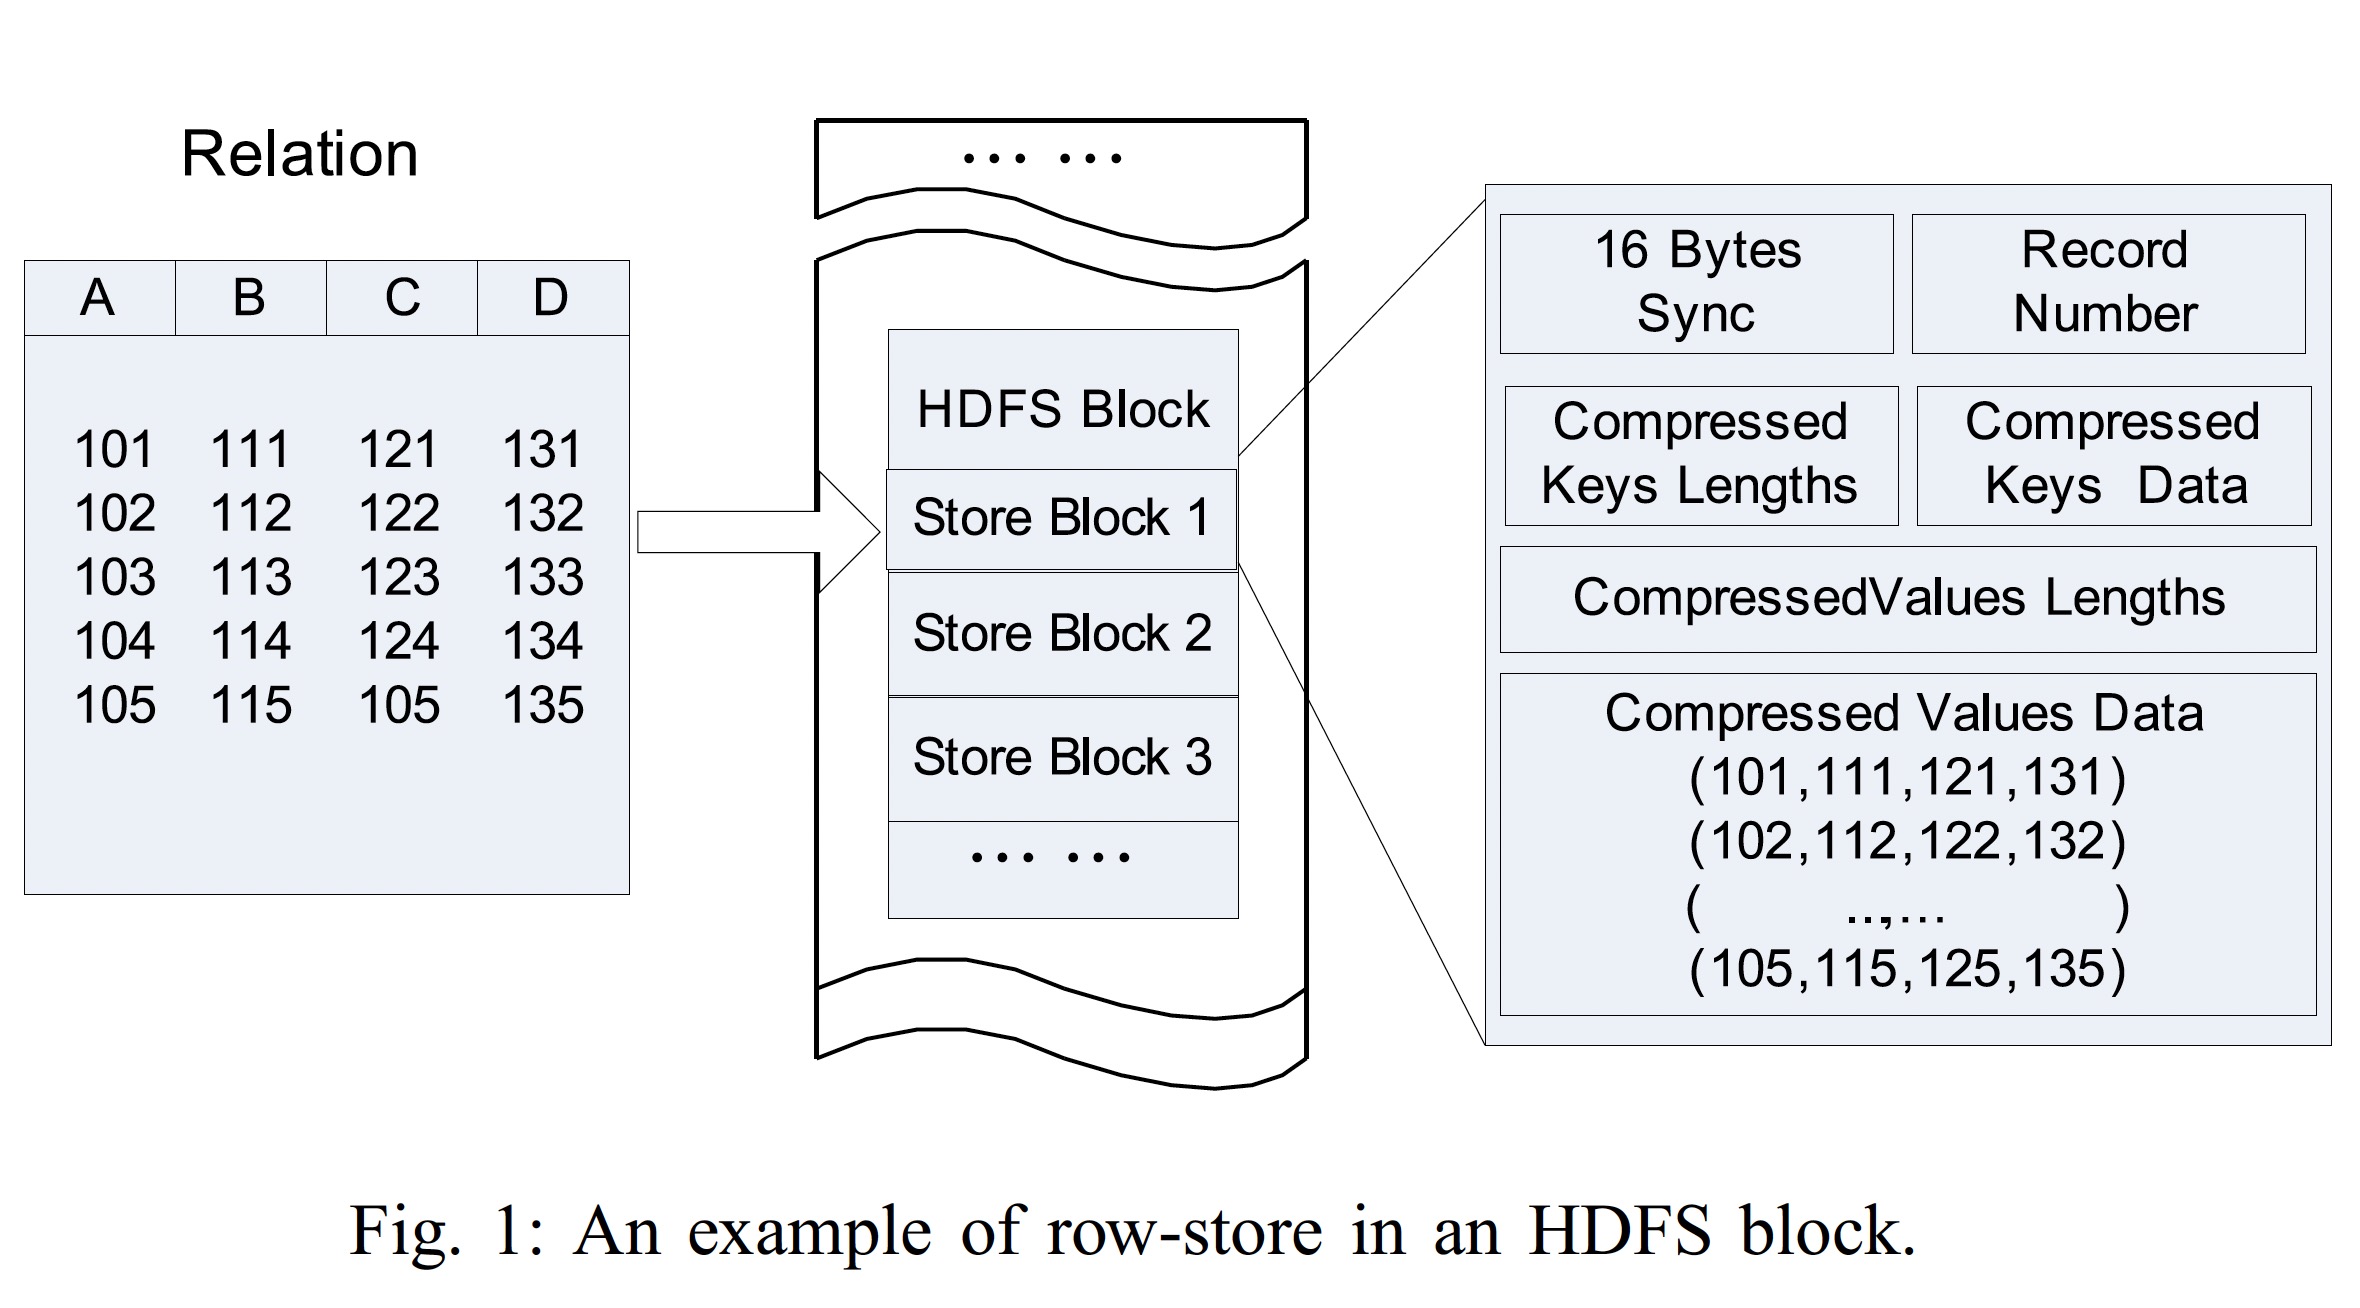 Relation
A B C D
101 111 121 131
102 112 122 132
103 113 123 133
104 114 124 134
105 115 105 135
... ...
HDFS Block
Store Block 1
Store Block 2
Store Block 3
... ...
16 Bytes
Sync
Record
Number
Compressed
Keys Lengths
Compressed
Keys Data
CompressedValues Lengths
Compressed Values Data
(101,111,121,131)
(102,112,122,132)
( ..,... )
(105,115,125,135)
Fig. 1: An example of row-store in an HDFS block.